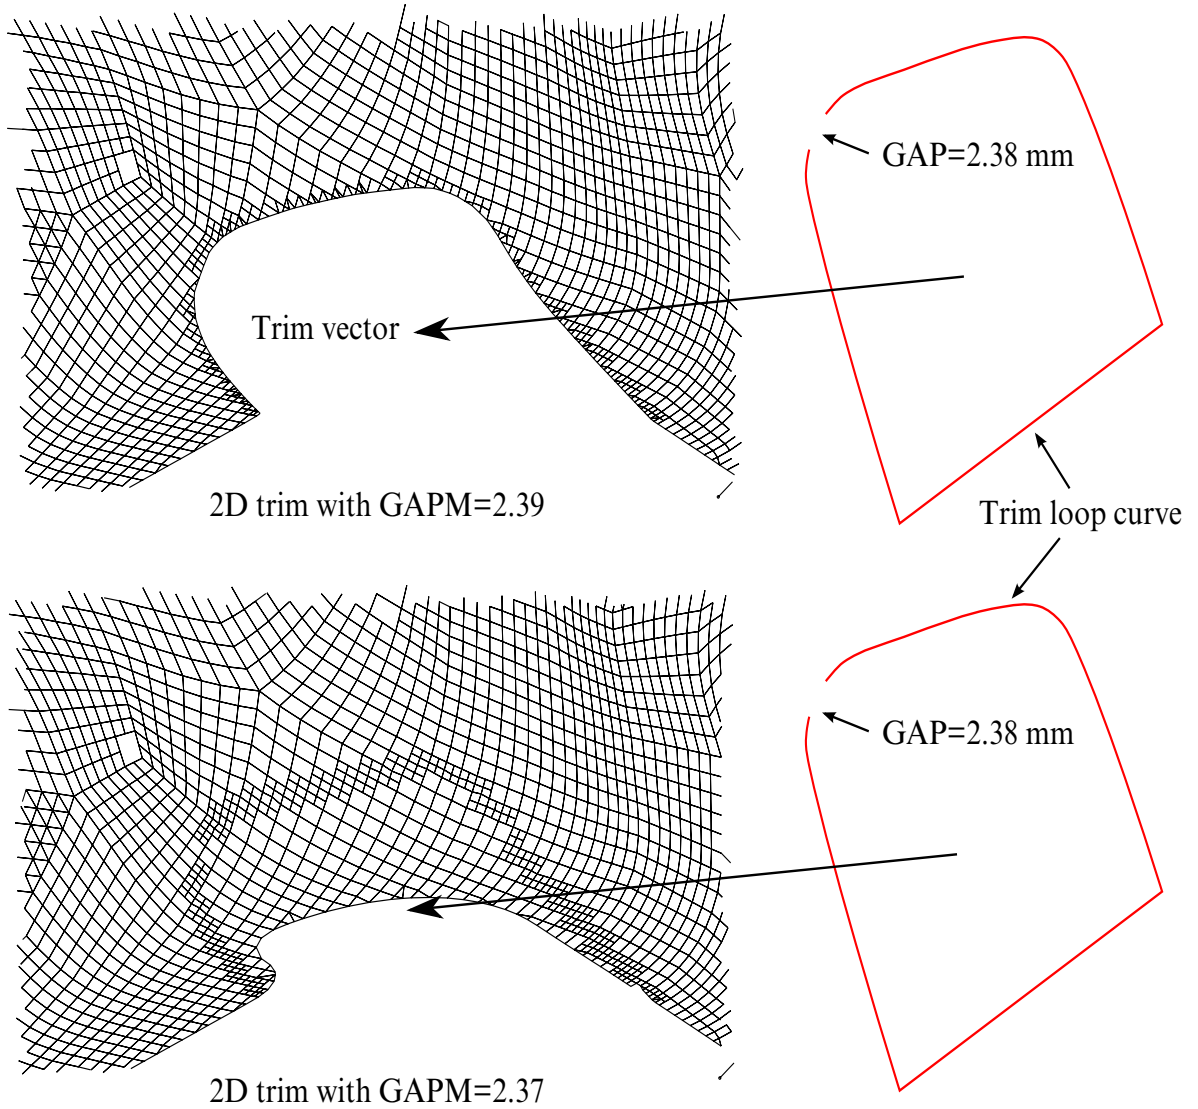 GAP=2.38 mm
Trim vector
2D trim with GAPM=2.39
Trim loop curve
GAP=2.38 mm
2D trim with GAPM=2.37